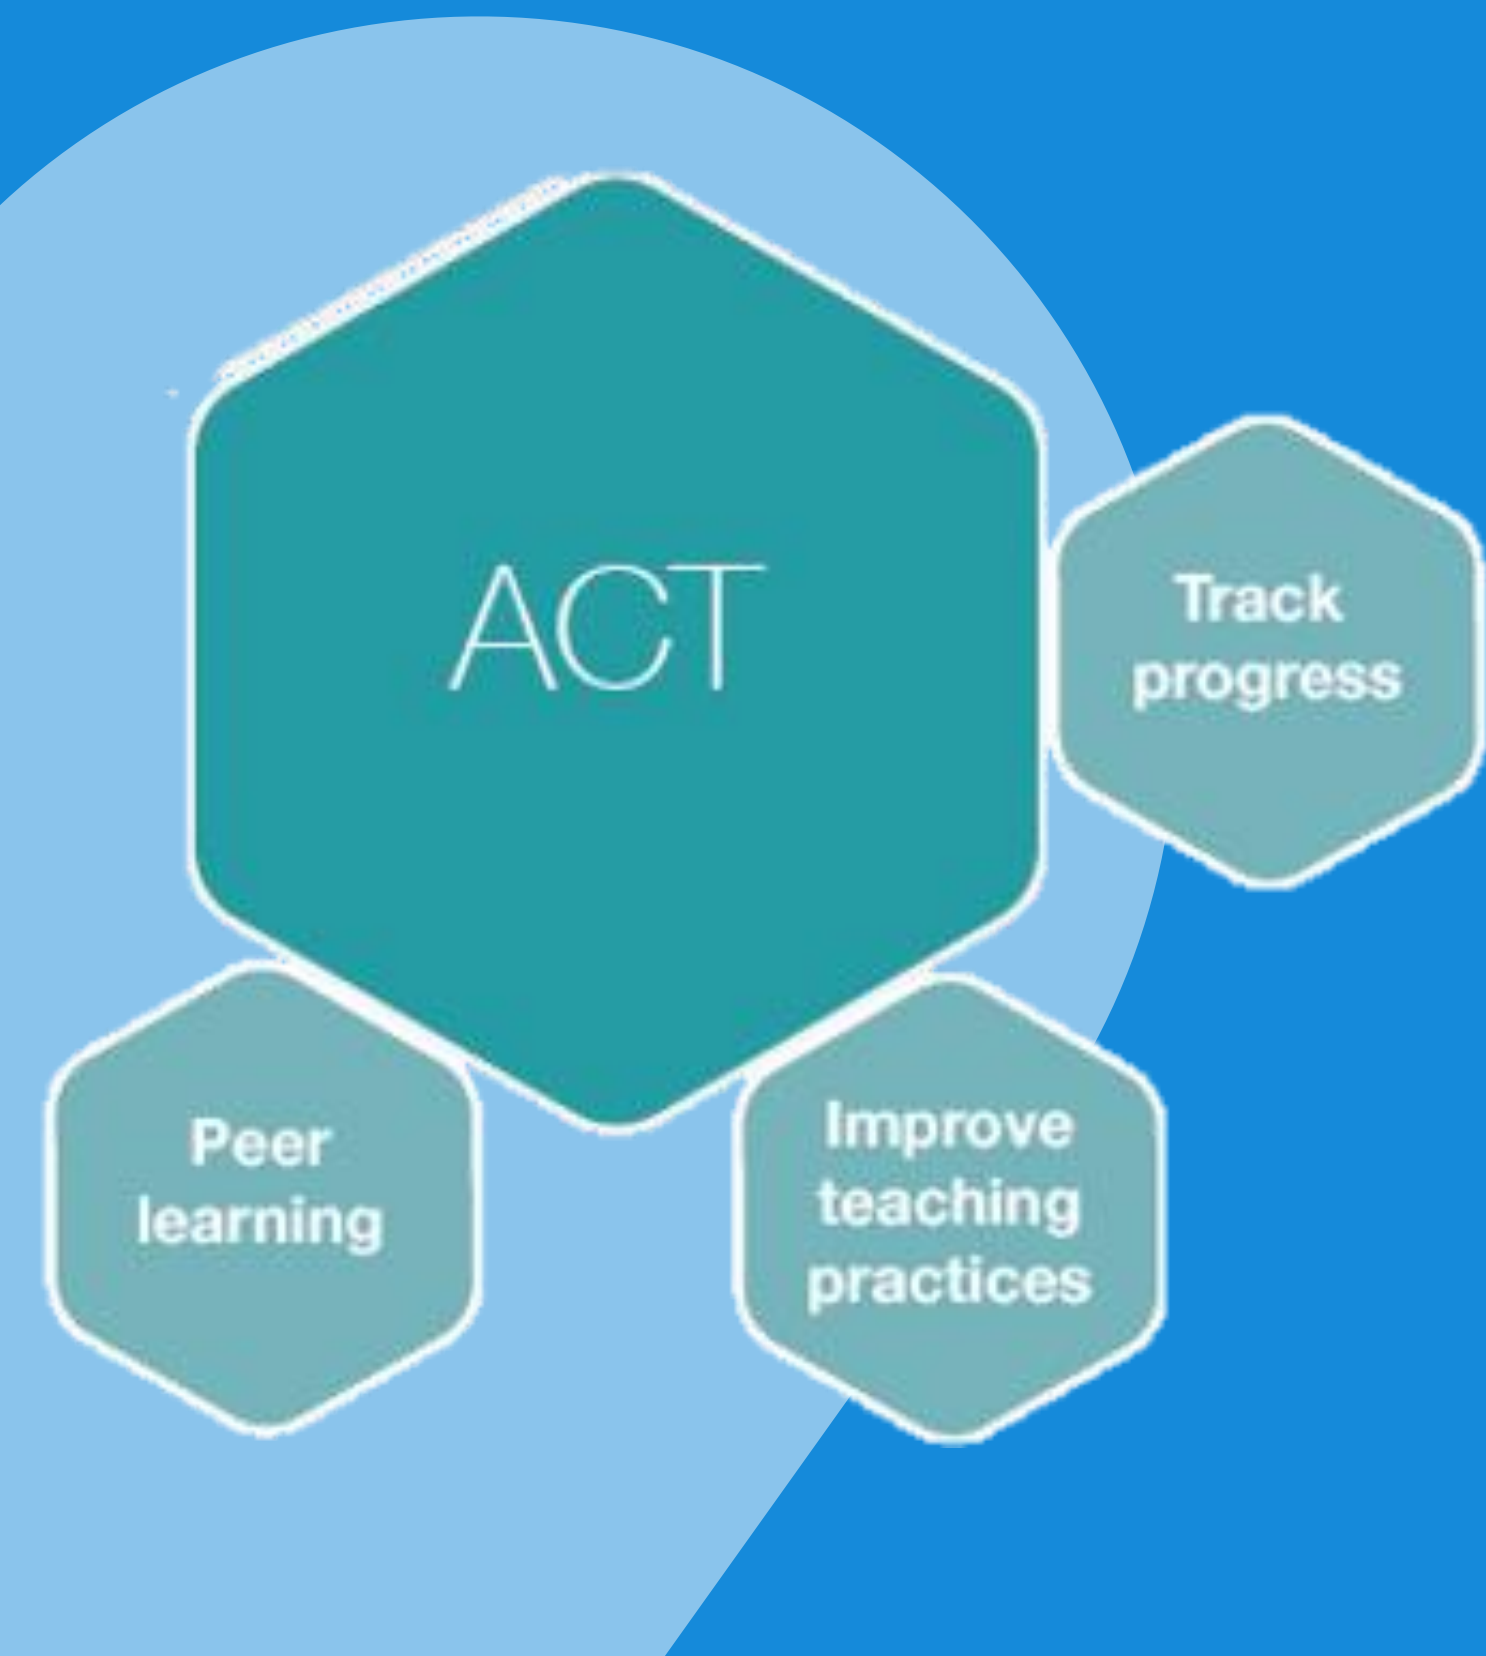 ACT
Track
progress
Peer
learning
Improve
teaching
practices